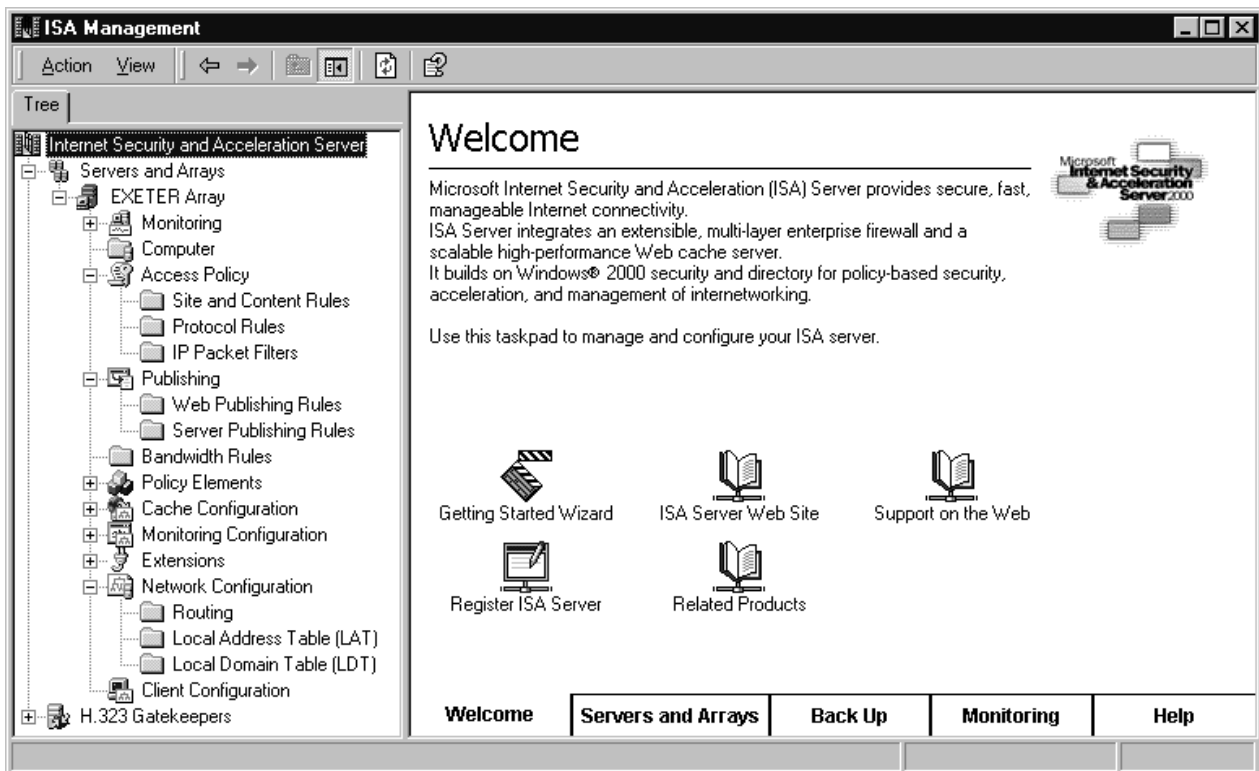 ISA Management
Action View
Tree
Internet Security and Acceleration Server
Servers and Arrays
EXETER Array
Monitoring
Computer
Access Policy
Site and Content Rules
Protocol Rules
IP Packet Filters
Publishing
Web Publishing Rules
Server Publishing Rules
Bandwidth Rules
Policy Elements
Cache Configuration
Monitoring Configuration
Extensions
Network Configuration
Routing
Local Address Table (LAT)
Local Domain Table (LDT)
Client Configuration
H.323 Gatekeepers
Welcome
Microsoft
Internet Security
& Acceleration
Server 2000
Microsoft Internet Security and Acceleration (ISA) Server provides secure, fast,
manageable Internet connectivity.
ISA Server integrates an extensible, multi-layer enterprise firewall and a
scalable high-performance Web cache server.
It builds on Windows® 2000 security and directory for policy-based security,
acceleration, and management of internetworking.
Use this taskpad to manage and configure your ISA server.
Getting Started Wizard
ISA Server Web Site
Support on the Web
Register ISA Server
Related Products
Welcome
Servers and Arrays
Back Up
Monitoring
Help